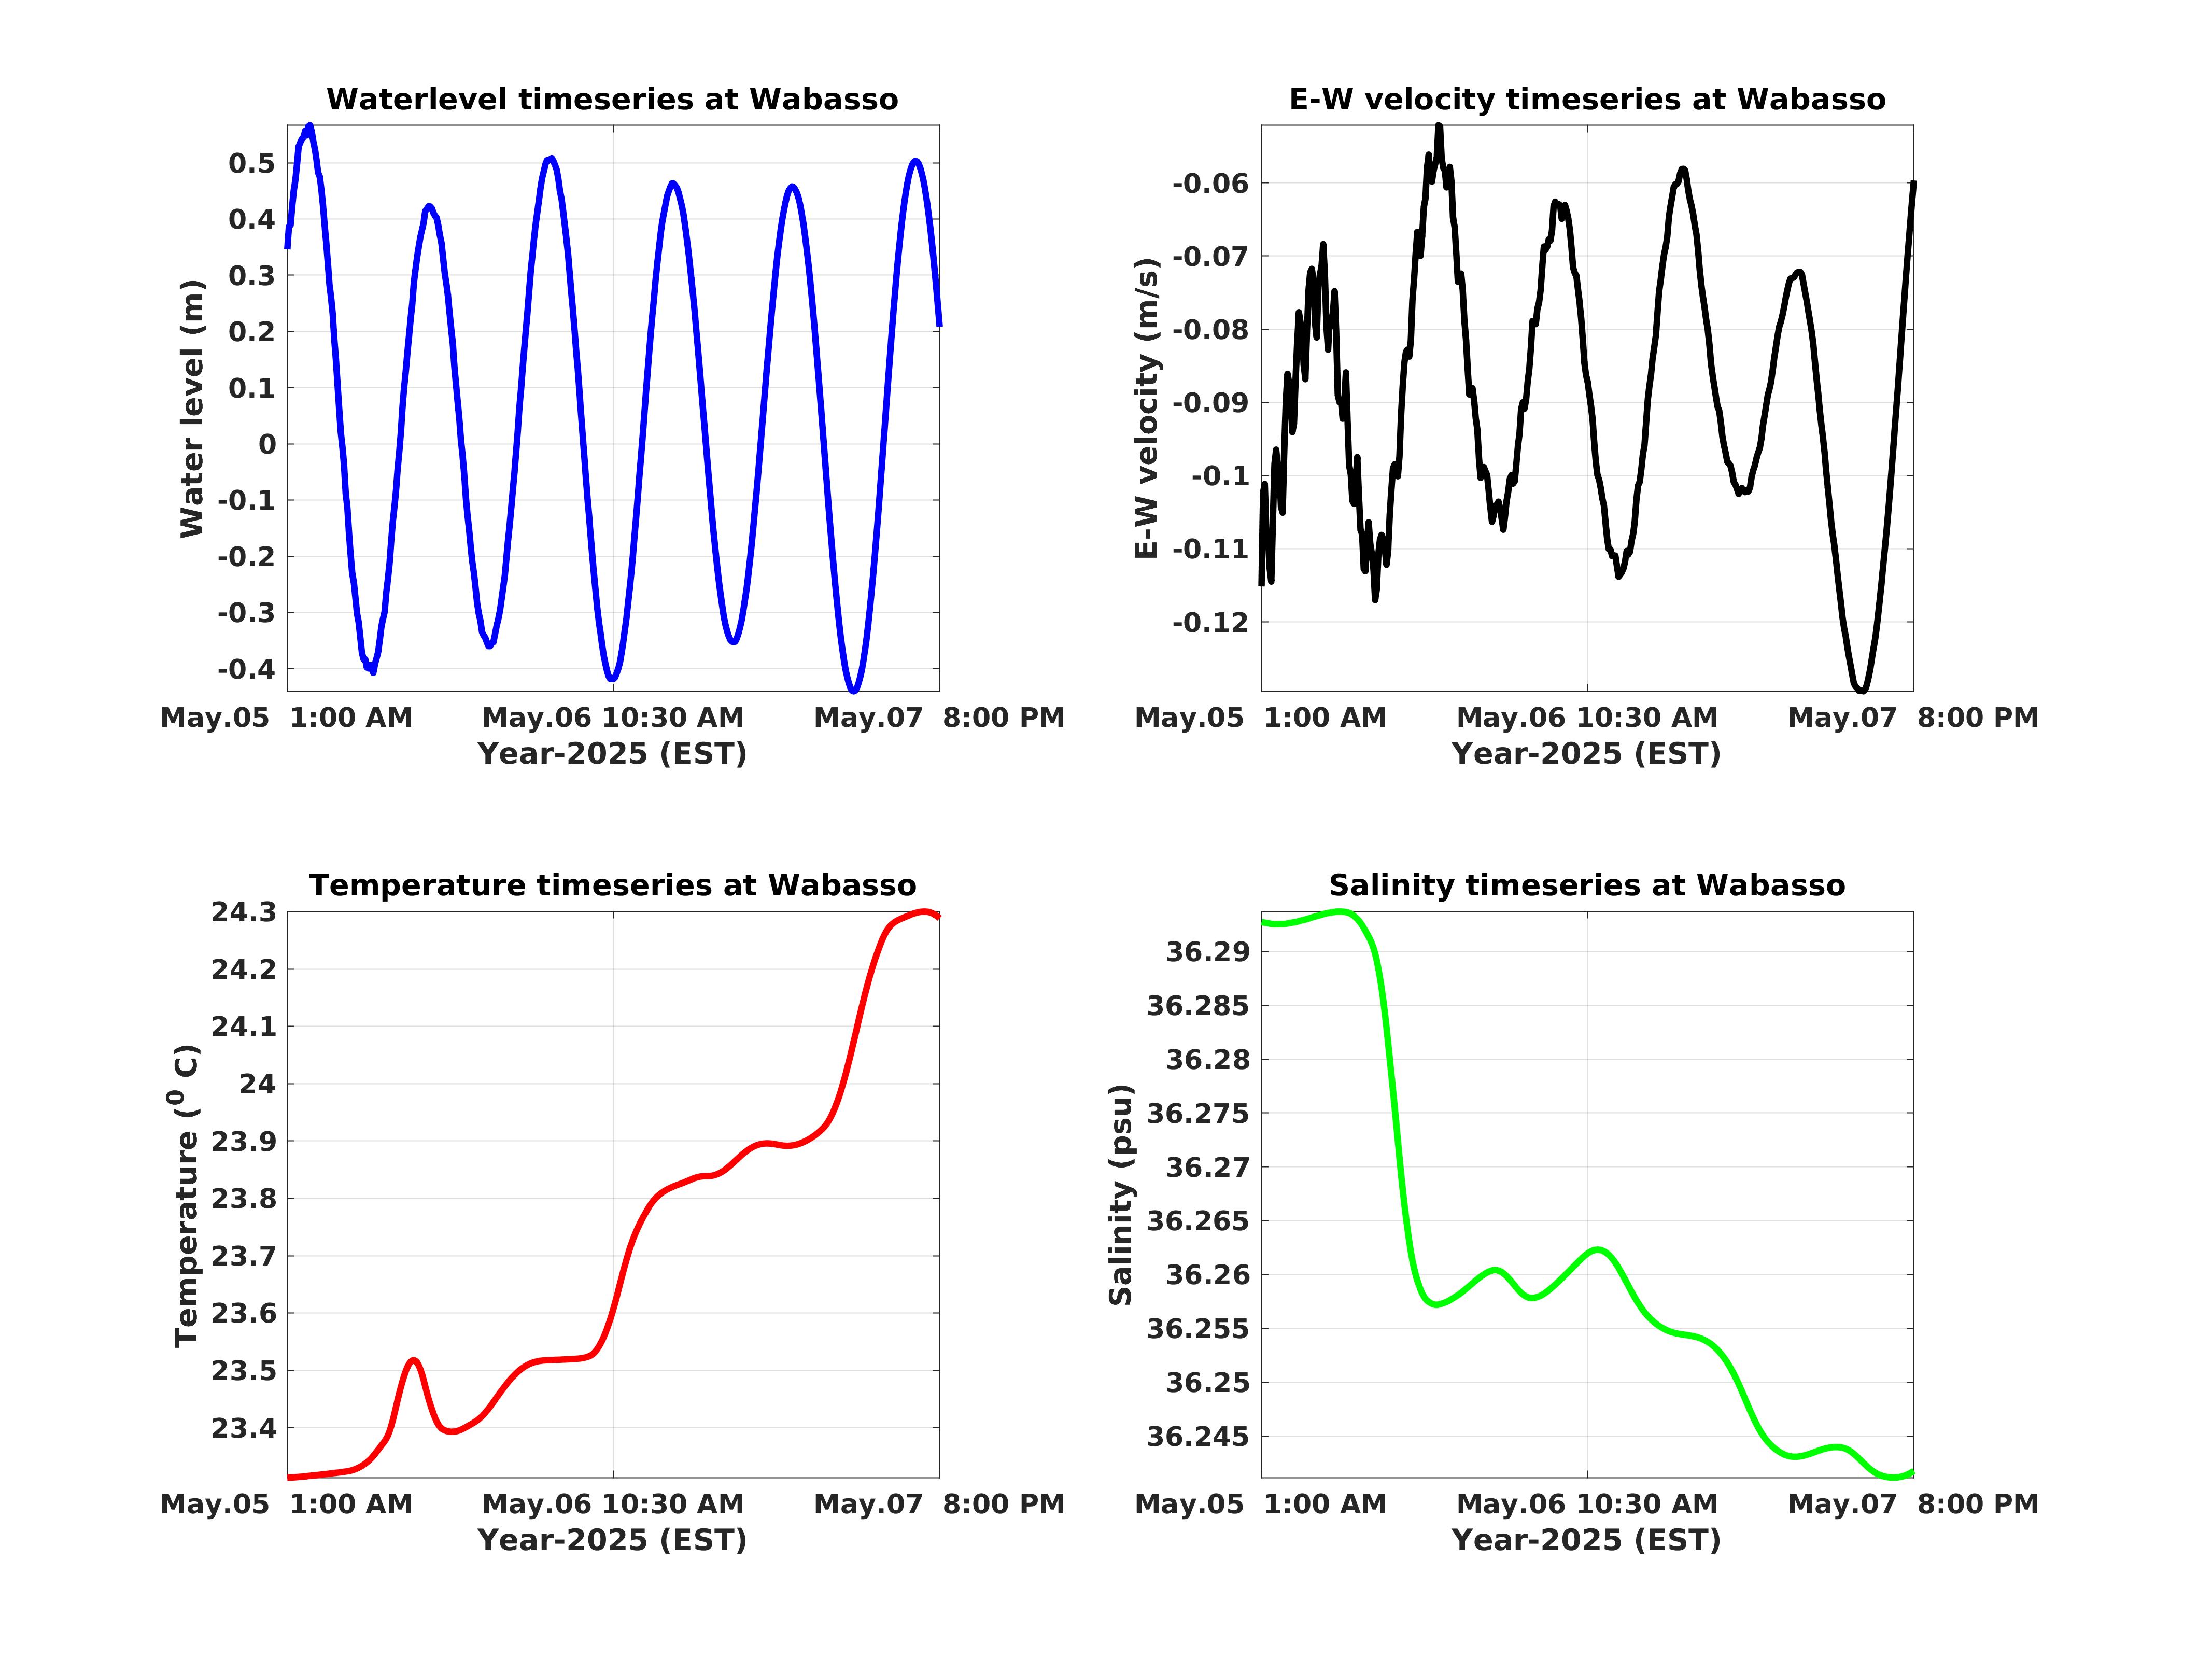 Waterlevel timeseries at Wabasso
0.5
0.4
0.3
0.2
0.1
0
-0.1
-0.2
-0.3
-0.4
Water level (m)
May.05 1:00 AM
May.06 10:30 AM
May.07 8:00 PM
Year-2025 (EST)
E-W velocity timeseries at Wabasso
-0.06
-0.07
-0.08
-0.09
-0.1
-0.11
-0.12
E-W velocity (m/s)
May.05 1:00 AM
May.06 10:30 AM
May.07 8:00 PM
Year-2025 (EST)
Temperature timeseries at Wabasso
24.3
24.2
24.1
24
23.9
23.8
23.7
23.6
23.5
23.4
Temperature (⁰ C)
May.05 1:00 AM
May.06 10:30 AM
May.07 8:00 PM
Year-2025 (EST)
Salinity timeseries at Wabasso
36.29
36.285
36.28
36.275
36.27
36.265
36.26
36.255
36.25
36.245
Salinity (psu)
May.05 1:00 AM
May.06 10:30 AM
May.07 8:00 PM
Year-2025 (EST)